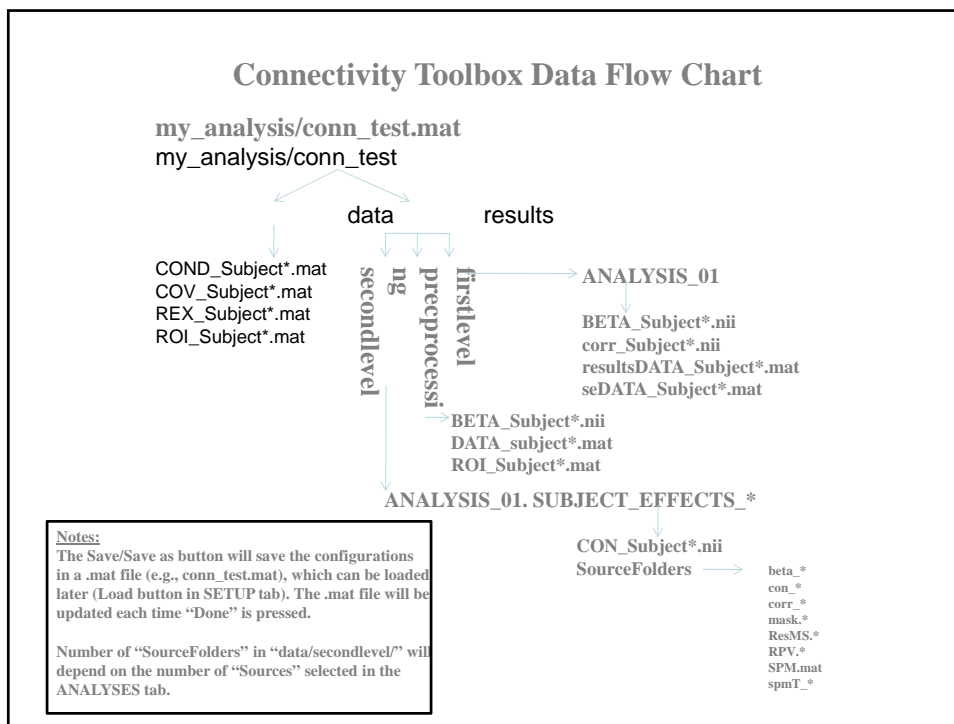 Connectivity Toolbox Data Flow Chart
my_analysis/conn_test.mat
my_analysis/conn_test
data results
COND_Subject*.mat
COV_Subject*.mat
REX_Subject*.mat
ROI_Subject*.mat
firstlevel
precprocessi
ng
secondlevel
ANALYSIS_01
BETA_Subject*.nii
corr_Subject*.nii
resultsDATA_Subject*.mat
seDATA_Subject*.mat
BETA_Subject*.nii
DATA_subject*.mat
ROI_Subject*.mat
ANALYSIS_01. SUBJECT_EFFECTS_*
CON_Subject*.nii
SourceFolders
beta_*
con_*
corr_*
mask.*
ResMS.*
RPV.*
SPM.mat
spmT_*
Notes:
The Save/Save as button will save the configurations
in a .mat file (e.g., conn_test.mat), which can be loaded
later (Load button in SETUP tab). The .mat file will be
updated each time “Done” is pressed.
Number of “SourceFolders” in “data/secondlevel/” will
depend on the number of “Sources” selected in the
ANALYSES tab.